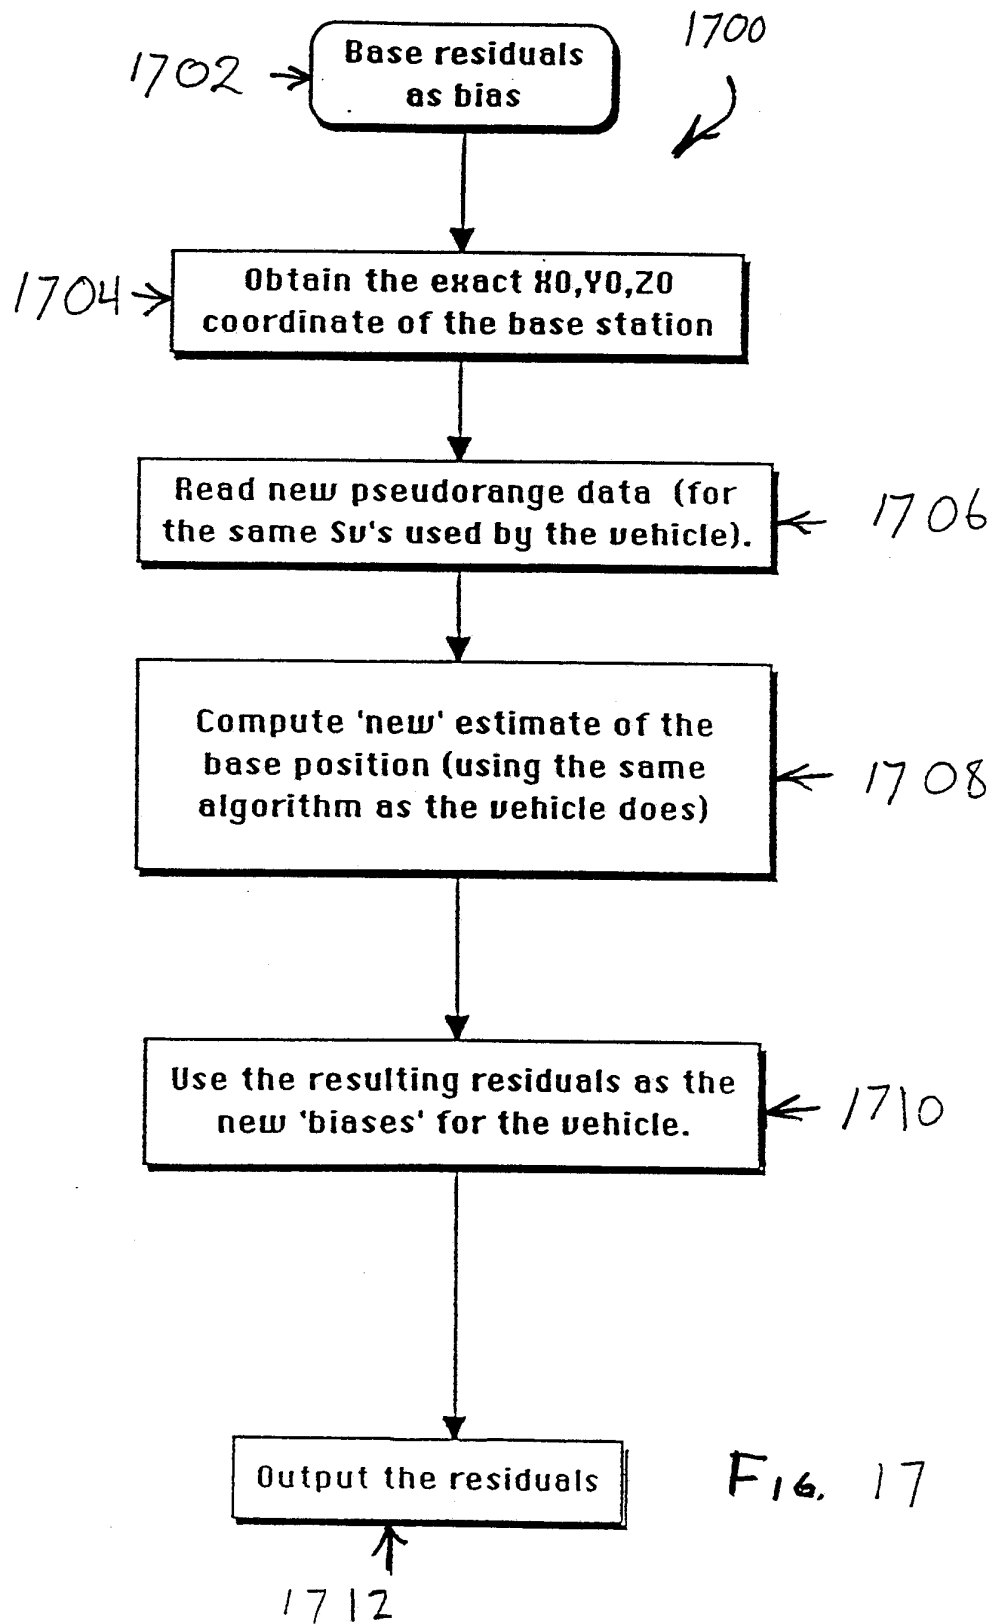 1700
1702
Base residuals
as bias
1704
Obtain the exact X0,Y0,Z0
coordinate of the base station
Read new pseudorange data (for
the same Sv's used by the vehicle).
1706
Compute 'new' estimate of the
base position (using the same
algorithm as the vehicle does)
1708
Use the resulting residuals as the
new 'biases' for the vehicle.
1710
Output the residuals
FIG. 17
1712